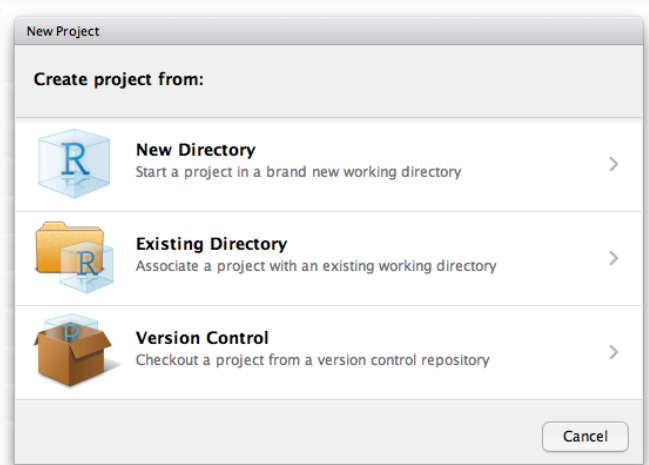 New Project
Create project from:
R
New Directory
Start a project in a brand new working directory
R
Existing Directory
Associate a project with an existing working directory
R
Version Control
Checkout a project from a version control repository
Cancel